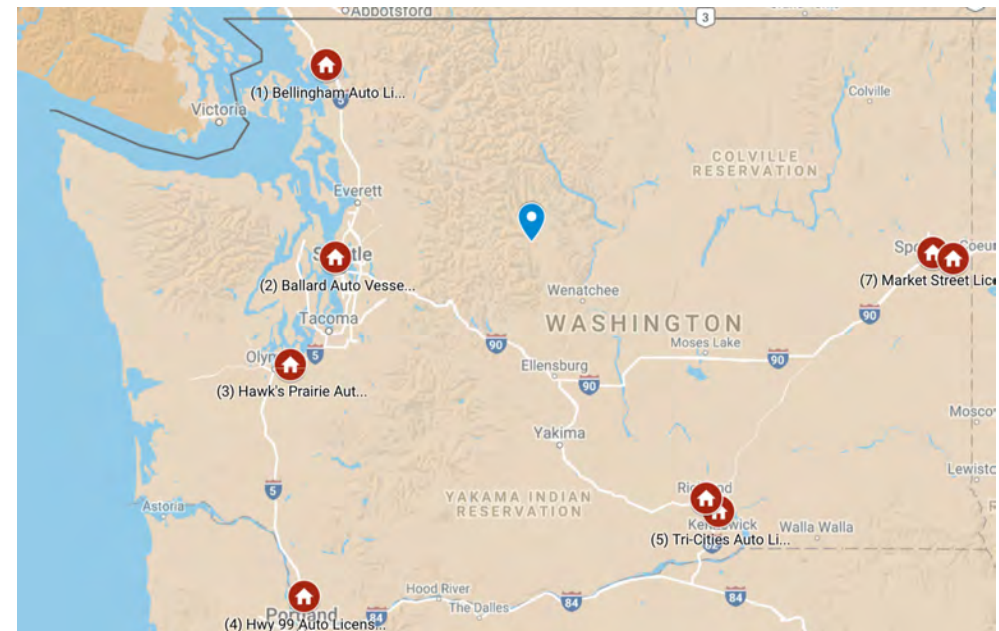 Abbotsford
3
(1) Bellingham Auto Li...
5
Victoria
Colville
COLVILLE
RESERVATION
Everett
(2) Ballard Auto Vesse...
(7) Market Street Lice
Wenatchee
90
Tacoma
WASHINGTON
Moses Lake
90
5
90
Ellensburg
90
(3) Hawk's Prairie Aut...
Yakima
5
YAKAMA INDIAN
RESERVATION
Astoria
Walla Walla
(5) Tri-Cities Auto Li...
Hood River
The Dalles
84
84
84
Portland
(4) Hwy 99 Auto Licens...